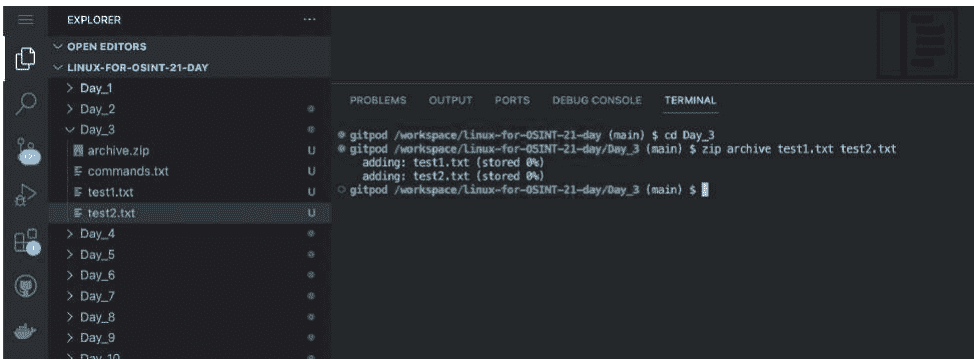 EXPLORER
OPEN EDITORS
LINUX-FOR-OSINT-21-DAY
Day_1
Day_2
Day_3
archive.zip U
commands.txt U
test1.txt U
test2.txt U
Day_4
Day_5
Day_6
Day_7
Day_8
Day_9
Day_10
PROBLEMS OUTPUT PORTS DEBUG CONSOLE TERMINAL
gitpod /workspace/linux-for-OSINT-21-day (main) $ cd Day_3
gitpod /workspace/linux-for-OSINT-21-day/Day_3 (main) $ zip archive test1.txt test2.txt
adding: test1.txt (stored 0%)
adding: test2.txt (stored 0%)
gitpod /workspace/linux-for-OSINT-21-day/Day_3 (main) $